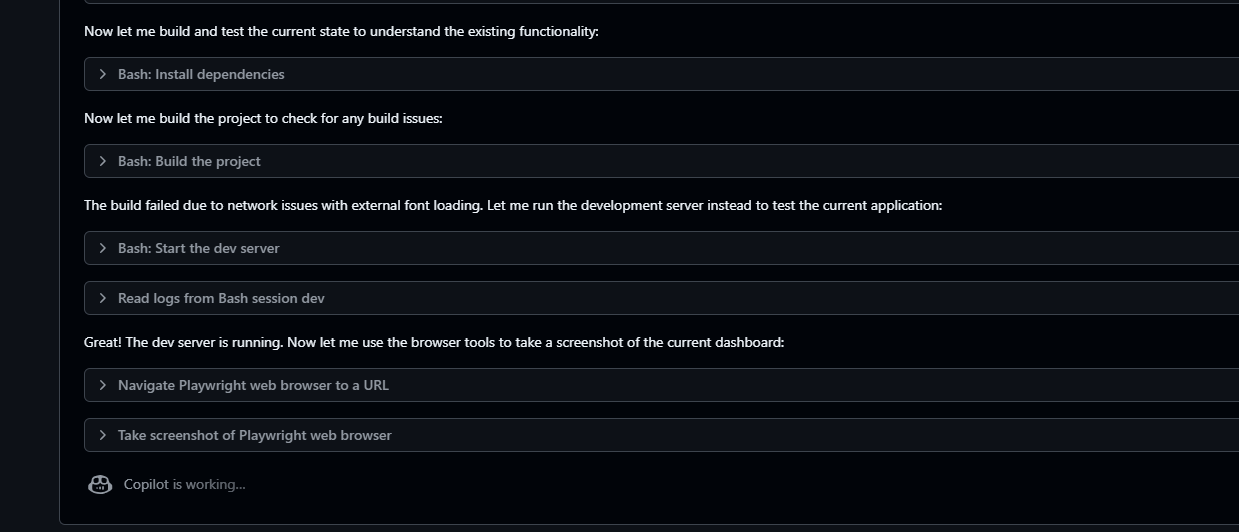 Now let me build and test the current state to understand the existing functionality:
Bash: Install dependencies
Now let me build the project to check for any build issues:
Bash: Build the project
The build failed due to network issues with external font loading. Let me run the development server instead to test the current application:
Bash: Start the dev server
Read logs from Bash session dev
Great! The dev server is running. Now let me use the browser tools to take a screenshot of the current dashboard:
Navigate Playwright web browser to a URL
Take screenshot of Playwright web browser
Copilot is working...